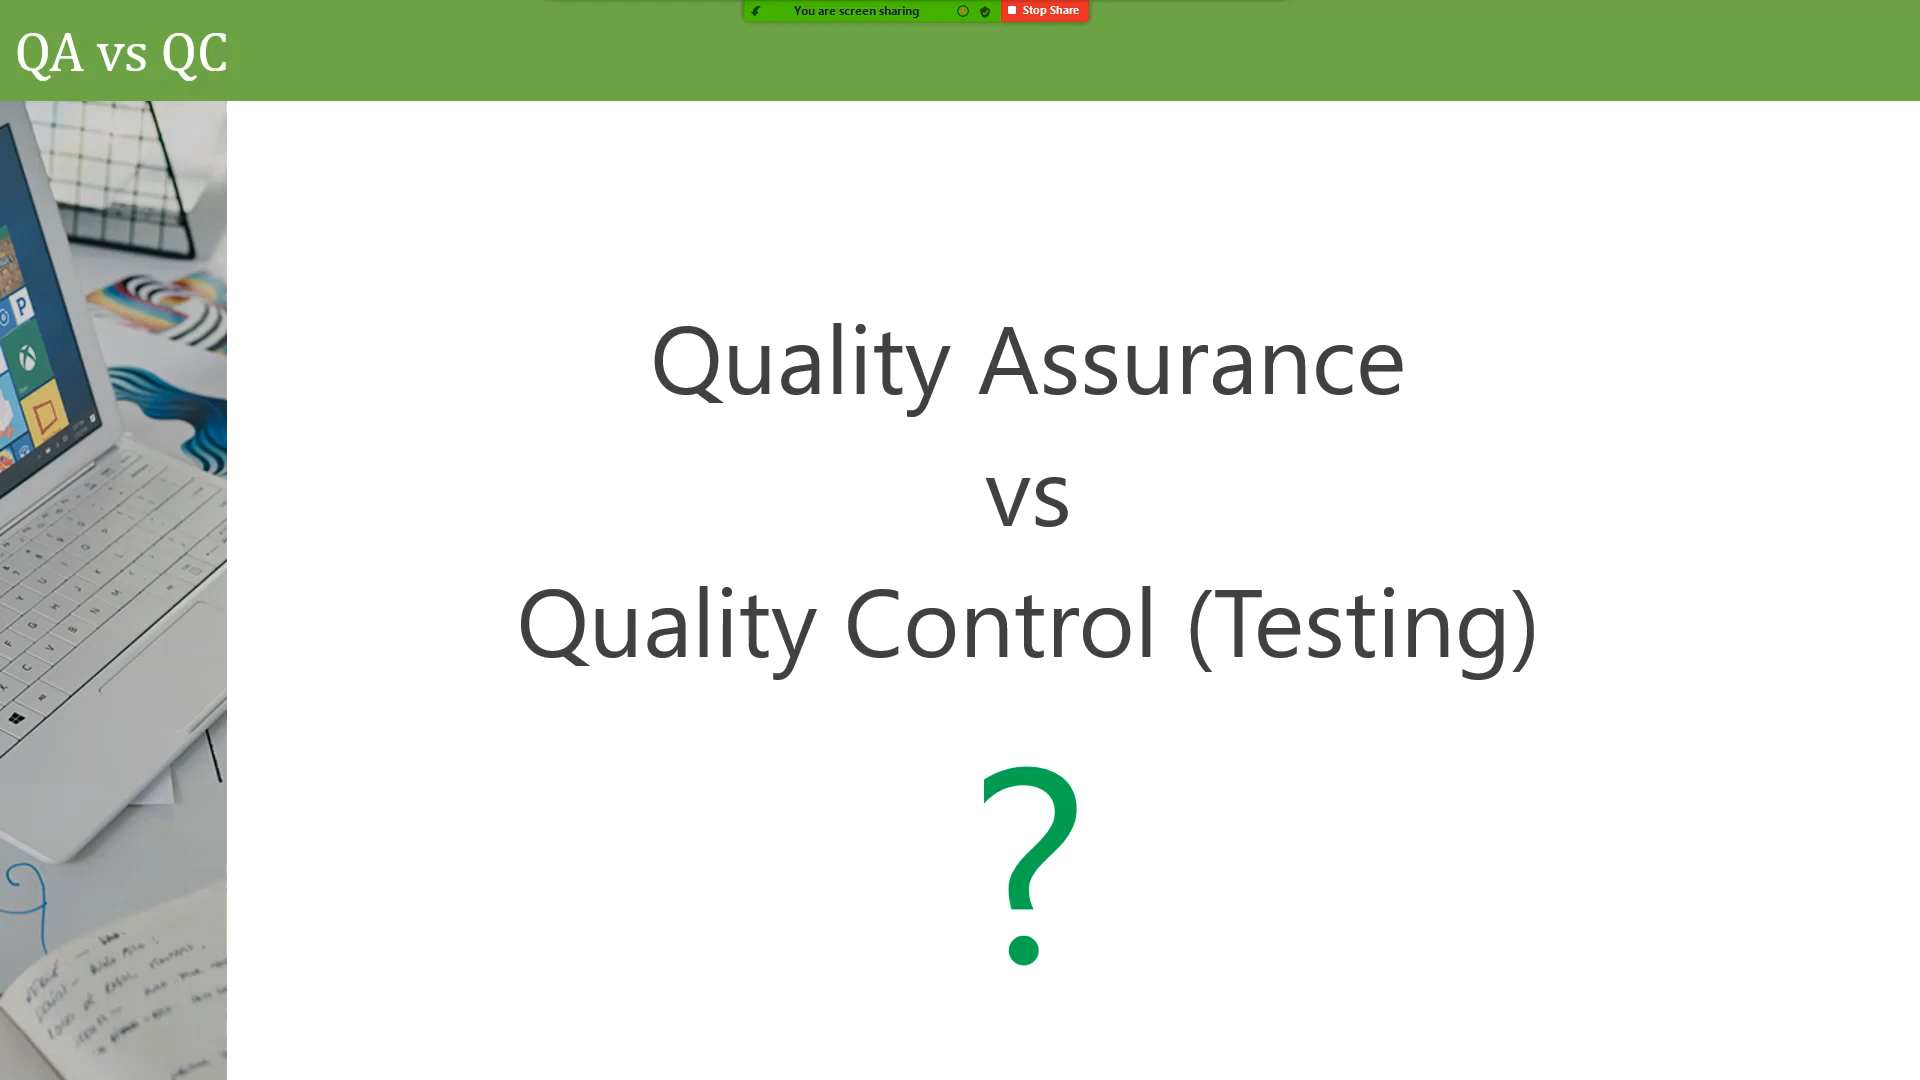 You are screen sharing
Stop Share
QA vs QC
Quality Assurance
vs
Quality Control (Testing)
?